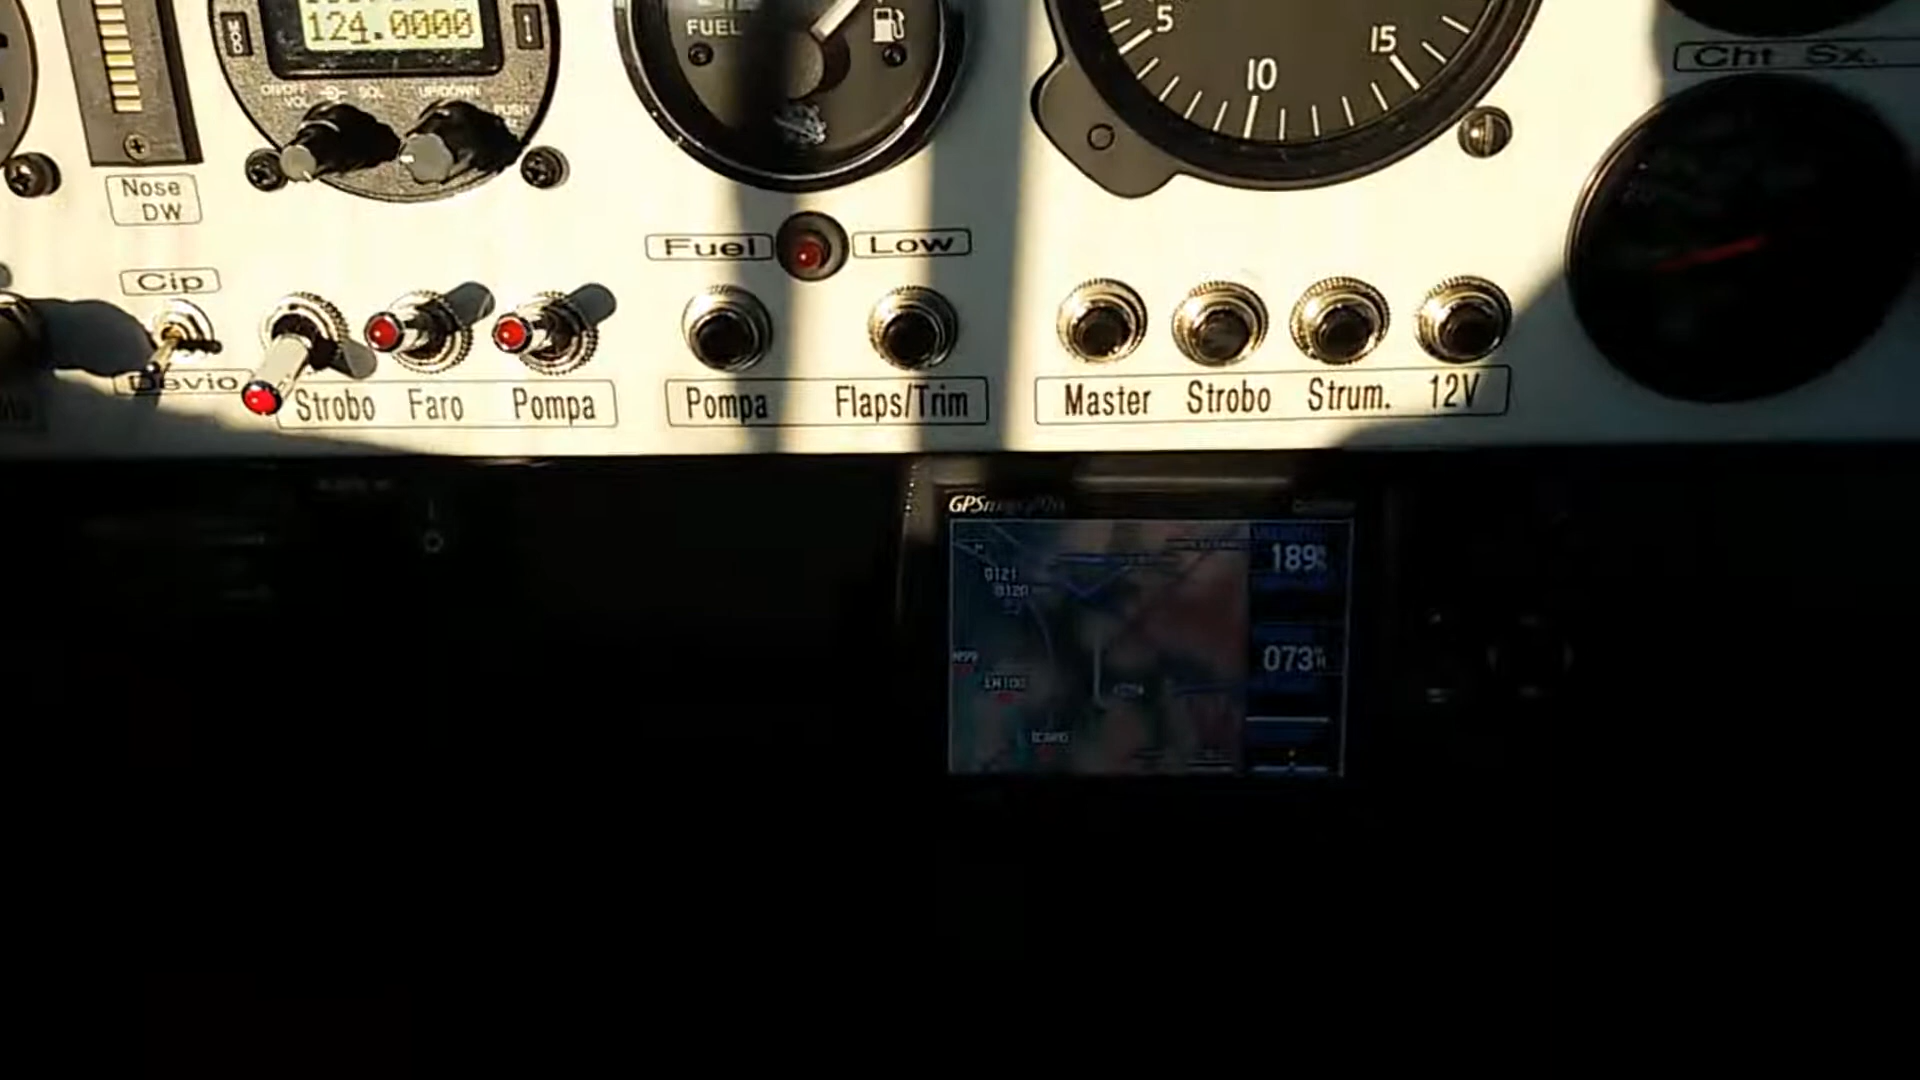 124.0000
ON/OFF
VOL
SQL
UP/DOWN
PUSH
FUEL
5
10
15
Cht Sx.
Nose
DW
Fuel
Low
Cip
Devio
Strobo
Faro
Pompa
Pompa
Flaps/Trim
Master
Strobo
Strum.
12V
189
073